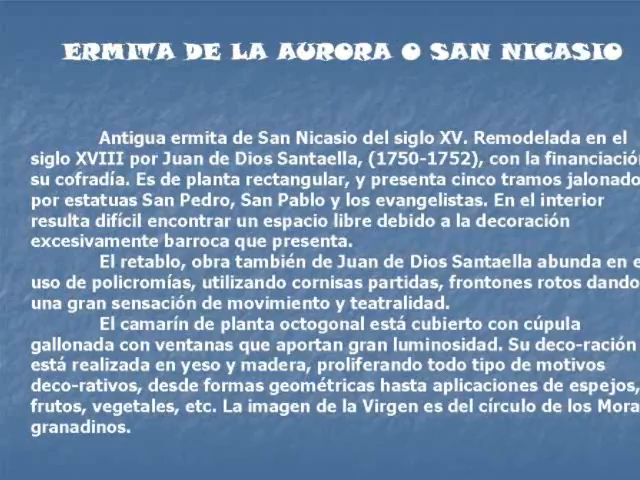 ERMITA DE LA AURORA O SAN NICASIO
Antigua ermita de San Nicasio del siglo XV. Remodelada en el
siglo XVIII por Juan de Dios Santaella, (1750-1752), con la financiació
su cofradía. Es de planta rectangular, y presenta cinco tramos jalonado
por estatuas San Pedro, San Pablo y los evangelistas. En el interior
resulta difícil encontrar un espacio libre debido a la decoración
excesivamente barroca que presenta.
El retablo, obra también de Juan de Dios Santaella abunda en e
uso de policromías, utilizando cornisas partidas, frontones rotos dando
una gran sensación de movimiento y teatralidad.
El camarín de planta octogonal está cubierto con cúpula
gallonada con ventanas que aportan gran luminosidad. Su deco-ración
está realizada en yeso y madera, proliferando todo tipo de motivos
deco-rativos, desde formas geométricas hasta aplicaciones de espejos,
frutos, vegetales, etc. La imagen de la Virgen es del círculo de los Mora
granadinos.